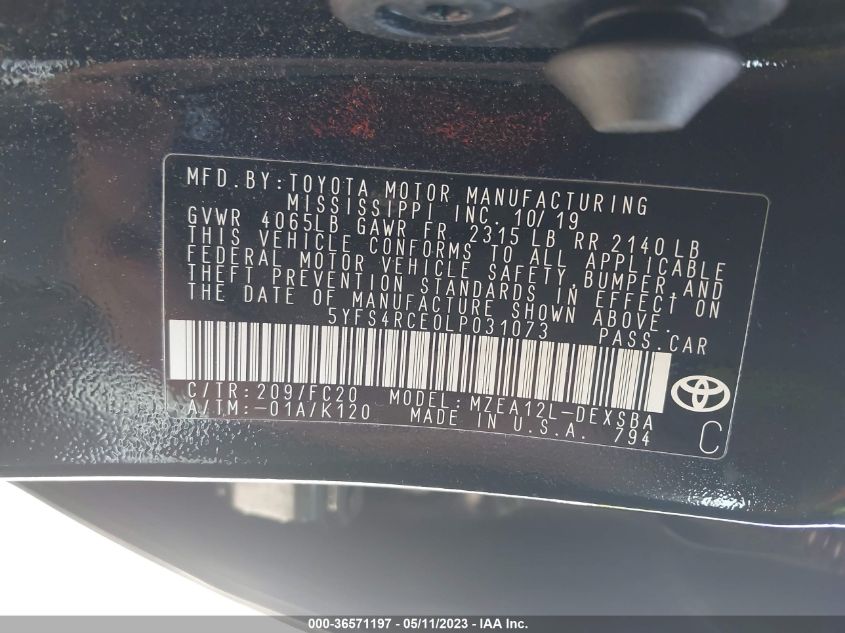 MFD.BY:TOYOTA MOTOR MANUFACTURING
MISSISSIPPI INC. 10/19
GVWR 4065LB GAWR FR. 2315 LB RR 2140 LB
THIS VEHICLE CONFORMS TO ALL APPLICABLE
FEDERAL MOTOR VEHICLE SAFETY,BUMPER,AND
THEFT PREVENTION STANDARDS IN EFFECT ON
THE DATE OF MANUFACTURE SHOWN ABOVE.
5YFS4RCE0LP031073 PASS.CAR
C/TR:209/FC20 MODEL:MZEA12L-DEXSBA
A/TM:-01A/K120 MADE IN U.S.A. 794
C
000-36571197 - 05/11/2023 - IAA Inc.